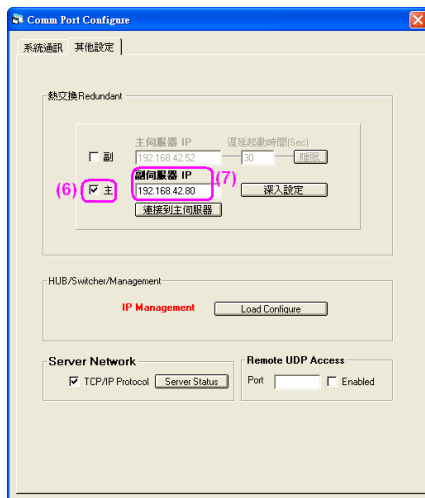 Comm Port Configure
系統通訊 其他設定
熱交換Redundant
主伺服器 IP 遲延起動時間(Sec)
副 192.168.42.52 30 睡眠
副伺服器 IP (7)
(6) 主 192.168.42.80 深入設定
連接到主伺服器
HUB/Switcher/Management
IP Management Load Configure
Server Network
TCP/IP Protocol Server Status
Remote UDP Access
Port Enabled